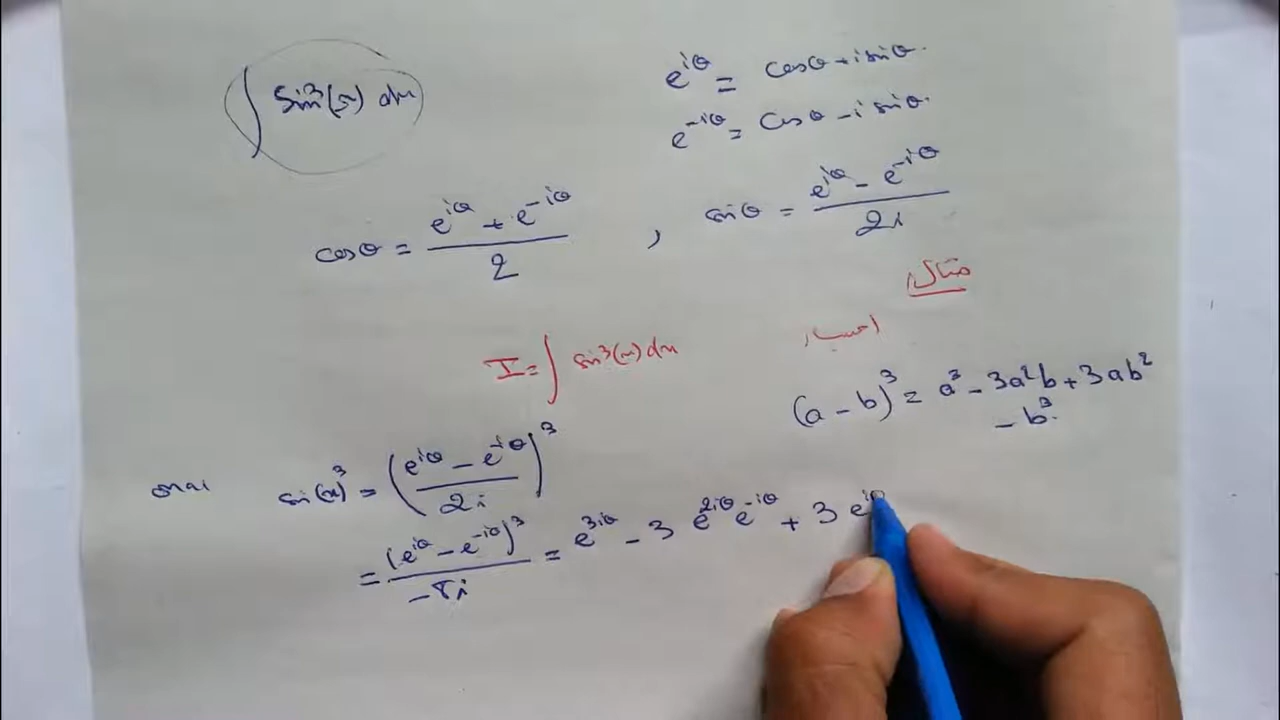 ∫ sin³(x) dx
e^{iθ} = cosθ + i sinθ.
e^{-iθ} = cosθ - i sinθ.
cosθ = (e^{iθ} + e^{-iθ})/2 , sinθ = (e^{iθ} - e^{-iθ})/2i
مثال
احسب
I = ∫ sin³(x) dx
(a - b)³ = a³ - 3a²b + 3ab²
- b³.
sin(x)³ = ((e^{iθ} - e^{-iθ})/2i)³
= (e^{iθ} - e^{-iθ})³/-8i = e^{3iθ} - 3 e^{2iθ} e^{-iθ} + 3 e^{iθ}